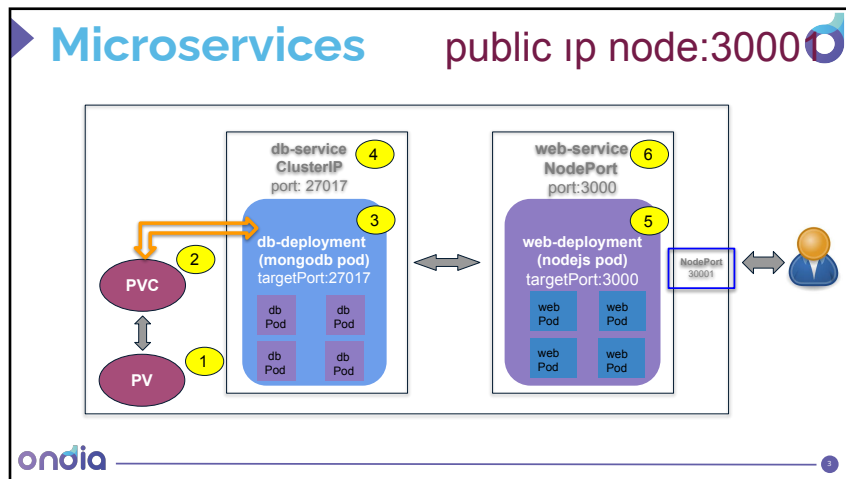 Microservices
public ıp node:30001
db-service
ClusterIP
port: 27017
4
3
db-deployment
(mongodb pod)
targetPort:27017
db
Pod
db
Pod
db
Pod
db
Pod
2
PVC
1
PV
web-service
NodePort
port:3000
6
5
web-deployment
(nodejs pod)
targetPort:3000
web
Pod
web
Pod
web
Pod
web
Pod
NodePort
30001
ondia
3